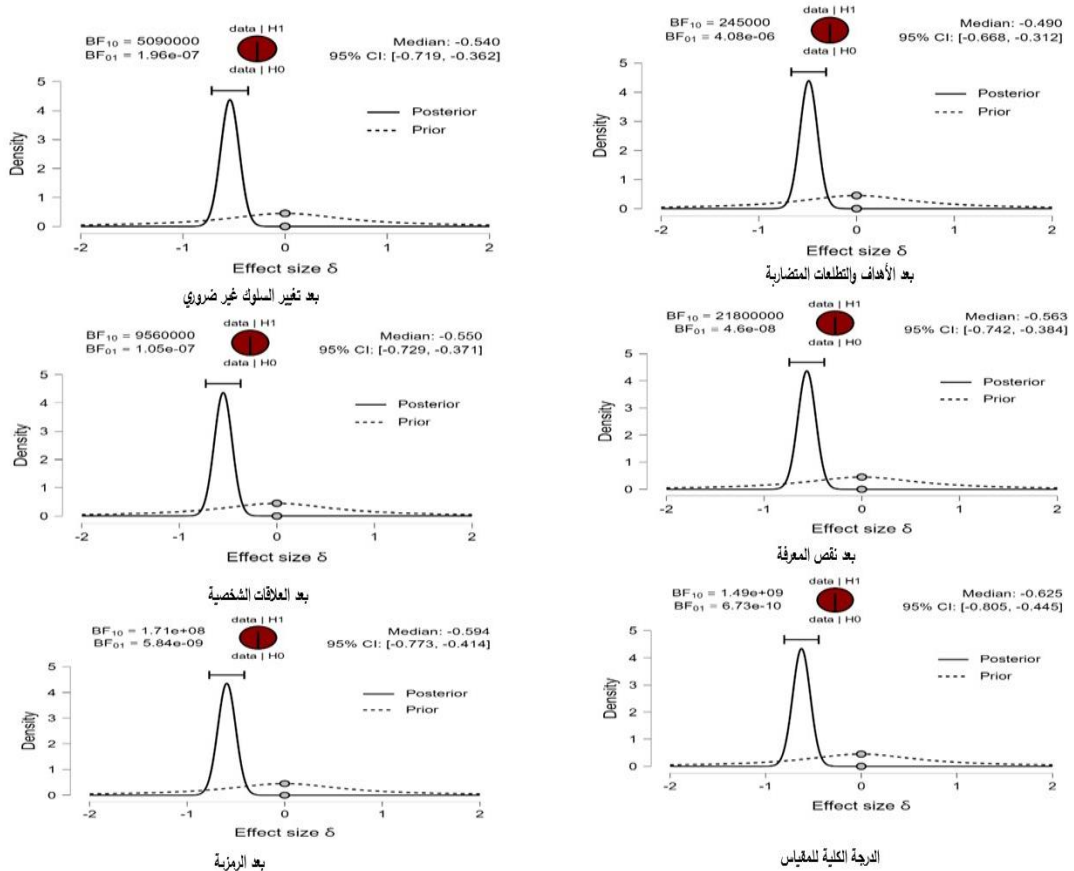 BF₁₀ = 5090000
BF₀₁ = 1.96e-07
data | H1
data | H0
Median: -0.540
95% CI: [-0.719, -0.362]
5
4
3
2
1
0
Density
Posterior
Prior
-2 -1 0 1 2
Effect size δ
بعد تغيير السلوك غير ضروري
BF₁₀ = 245000
BF₀₁ = 4.08e-06
data | H1
data | H0
Median: -0.490
95% CI: [-0.668, -0.312]
5
4
3
2
1
0
Density
Posterior
Prior
-2 -1 0 1 2
Effect size δ
بعد الأهداف والتطلعات المتضاربة
BF₁₀ = 9560000
BF₀₁ = 1.05e-07
data | H1
data | H0
Median: -0.550
95% CI: [-0.729, -0.371]
5
4
3
2
1
0
Density
Posterior
Prior
-2 -1 0 1 2
Effect size δ
بعد العلاقات الشخصية
BF₁₀ = 21800000
BF₀₁ = 4.6e-08
data | H1
data | H0
Median: -0.563
95% CI: [-0.742, -0.384]
5
4
3
2
1
0
Density
Posterior
Prior
-2 -1 0 1 2
Effect size δ
بعد نقص المعرفة
BF₁₀ = 1.71e+08
BF₀₁ = 5.84e-09
data | H1
data | H0
Median: -0.594
95% CI: [-0.773, -0.414]
5
4
3
2
1
0
Density
Posterior
Prior
-2 -1 0 1 2
Effect size δ
بعد الرمزية
BF₁₀ = 1.49e+09
BF₀₁ = 6.73e-10
data | H1
data | H0
Median: -0.625
95% CI: [-0.805, -0.445]
5
4
3
2
1
0
Density
Posterior
Prior
-2 -1 0 1 2
Effect size δ
الدرجة الكلية للمقياس